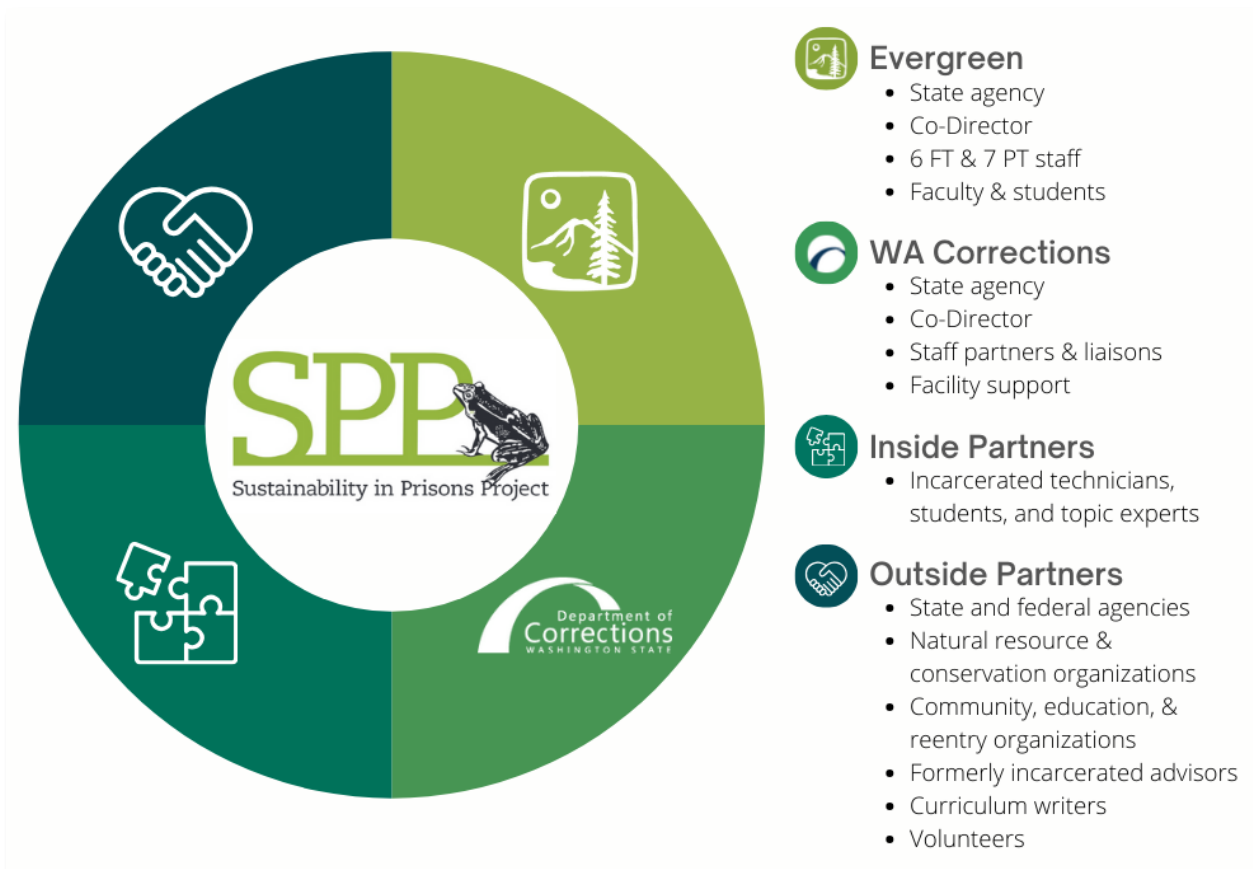 SPP
Sustainability in Prisons Project
Department of
Corrections
WASHINGTON STATE
Evergreen
• State agency
• Co-Director
• 6 FT & 7 PT staff
• Faculty & students
WA Corrections
• State agency
• Co-Director
• Staff partners & liaisons
• Facility support
Inside Partners
• Incarcerated technicians,
students, and topic experts
Outside Partners
• State and federal agencies
• Natural resource &
conservation organizations
• Community, education, &
reentry organizations
• Formerly incarcerated advisors
• Curriculum writers
• Volunteers